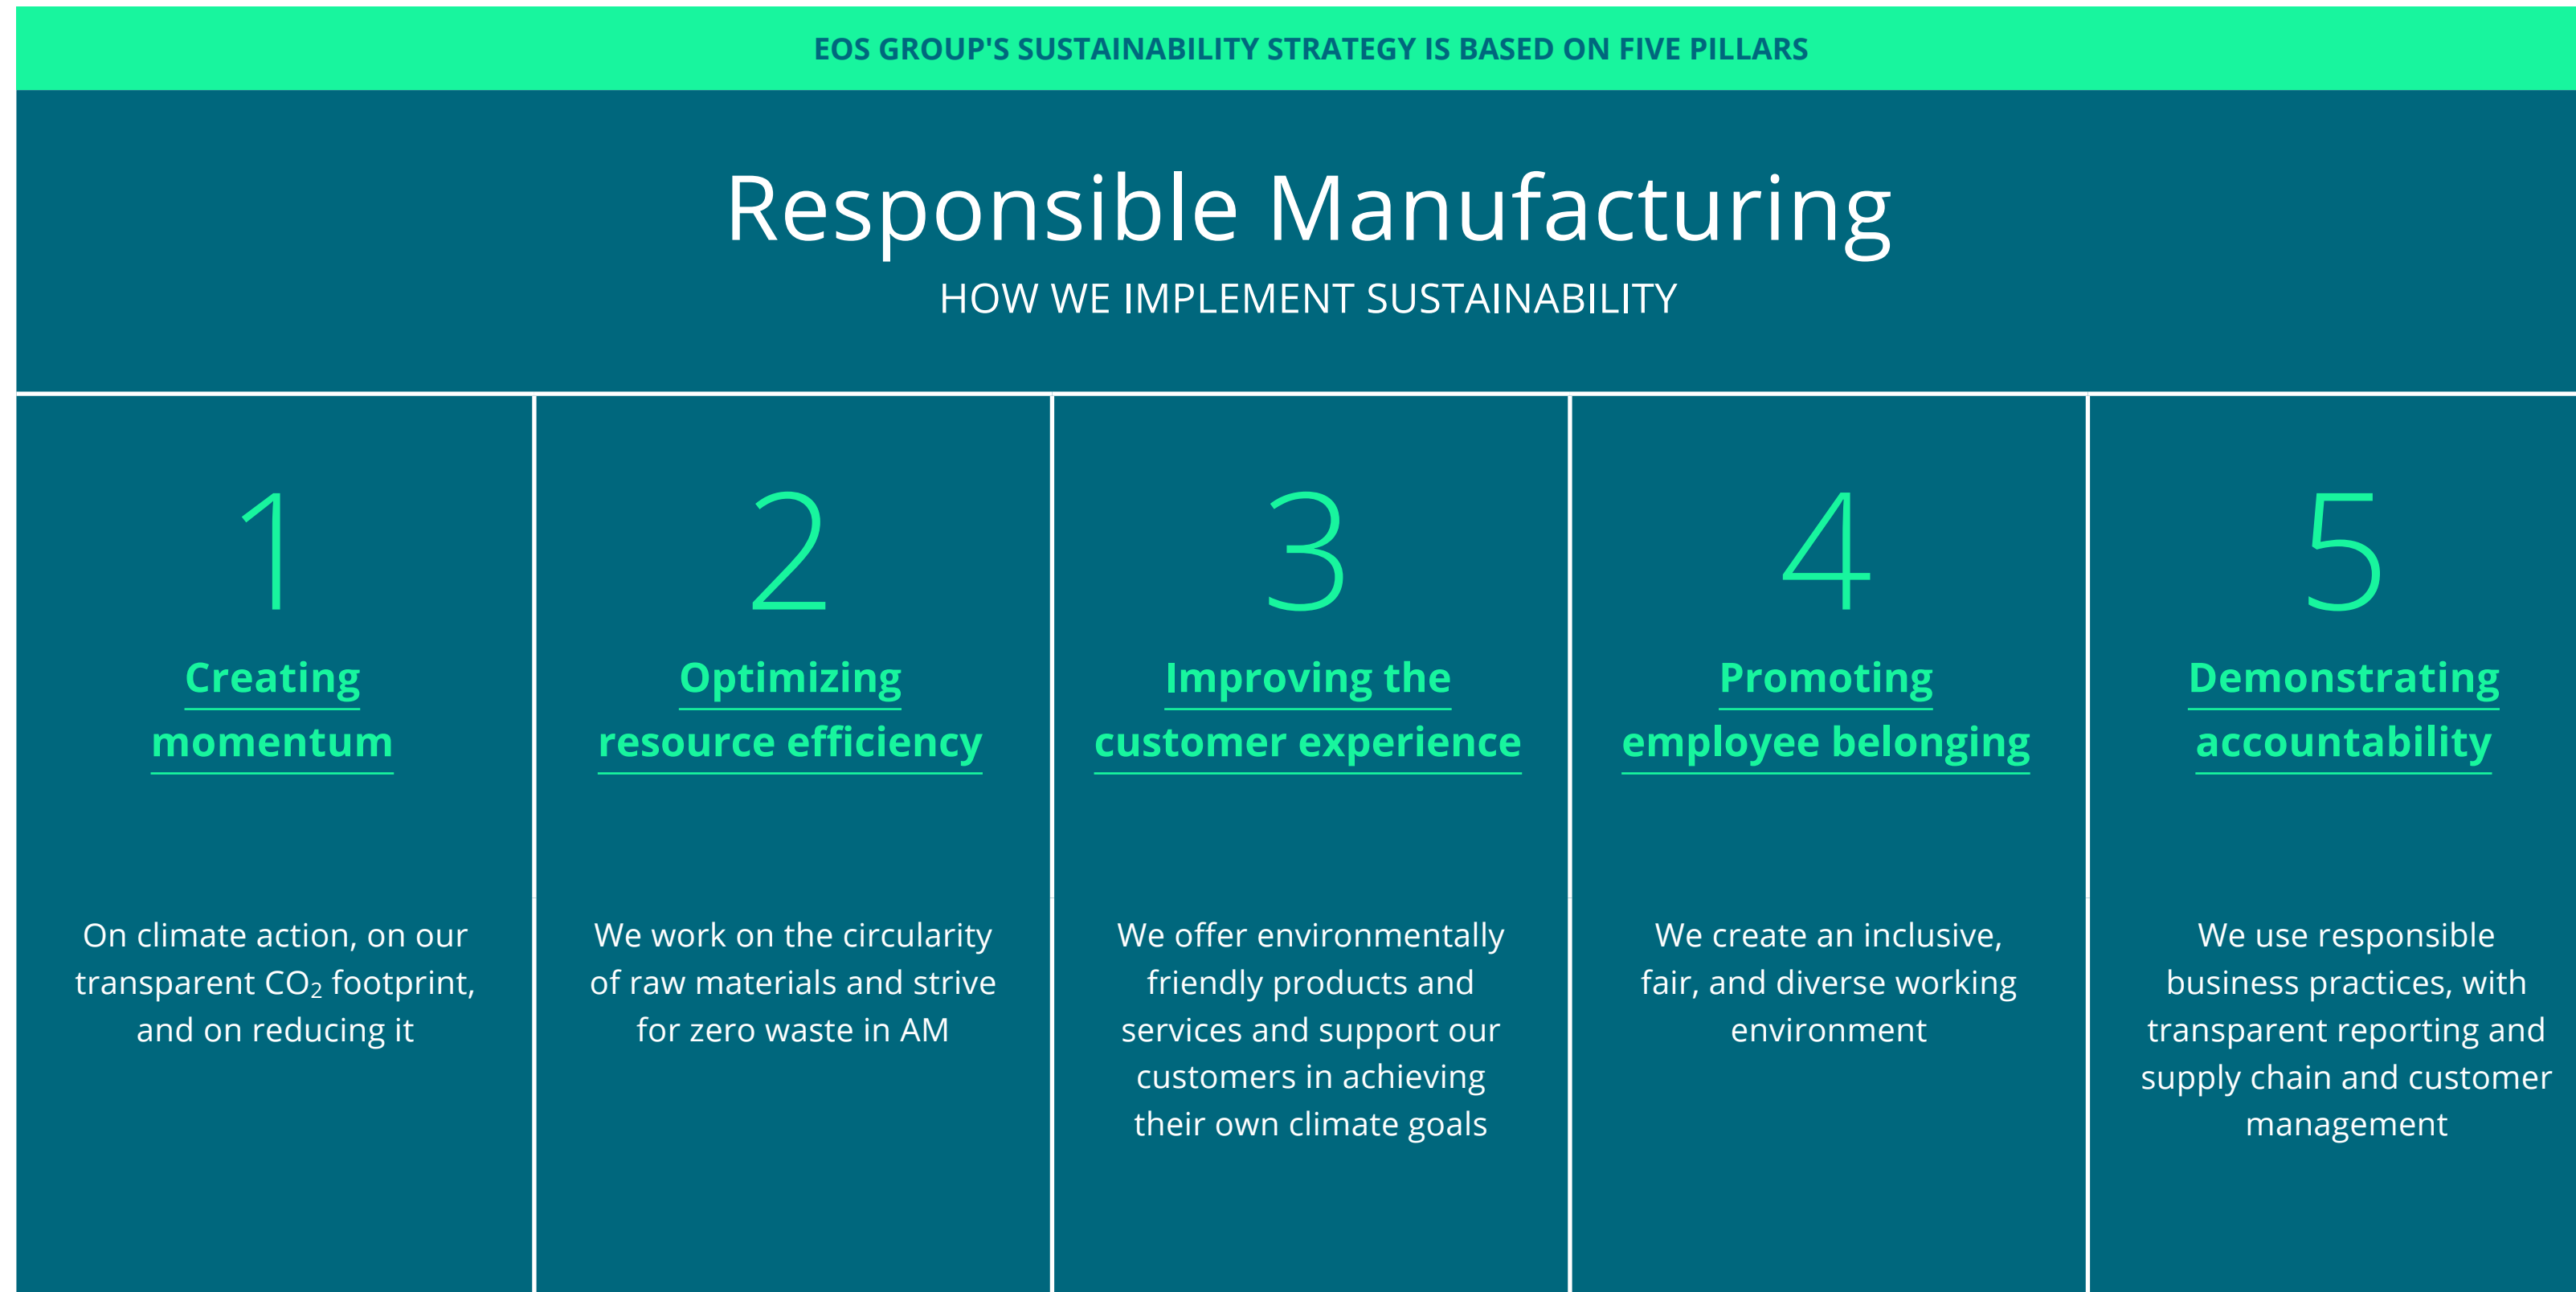 EOS GROUP'S SUSTAINABILITY STRATEGY IS BASED ON FIVE PILLARS
Responsible Manufacturing
HOW WE IMPLEMENT SUSTAINABILITY
1
Creating
momentum
On climate action, on our
transparent CO₂ footprint,
and on reducing it
2
Optimizing
resource efficiency
We work on the circularity
of raw materials and strive
for zero waste in AM
3
Improving the
customer experience
We offer environmentally
friendly products and
services and support our
customers in achieving
their own climate goals
4
Promoting
employee belonging
We create an inclusive,
fair, and diverse working
environment
5
Demonstrating
accountability
We use responsible
business practices, with
transparent reporting and
supply chain and customer
management